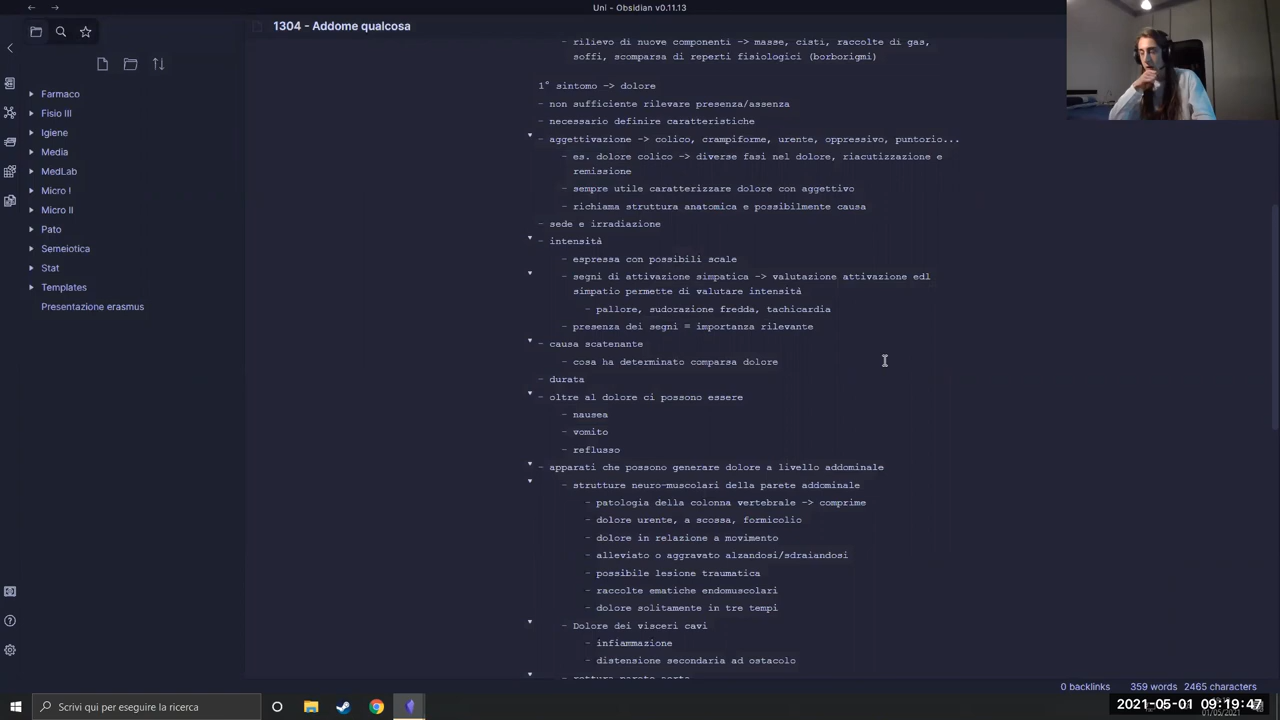 Uni - Obsidian v0.11.13
1304 - Addome qualcosa
Farmaco
Fisio III
Igiene
Media
MedLab
Micro !
Micro II
Pato
Semeiotica
Stat
Templates
Presentazione erasmus
- rilievo di nuove componenti -> masse, cisti, raccolte di gas,
soffi, scomparsa di reperti fisiologici (borborigmi)
1° sintomo -> dolore
- non sufficiente rilevare presenza/assenza
- necessario definire caratteristiche
- aggettivazione -> colico, crampiforme, urente, oppressivo, puntorio...
- es. dolore colico -> diverse fasi nel dolore, riacutizzazione e
remissione
- sempre utile caratterizzare dolore con aggettivo
- richiama struttura anatomica e possibilmente causa
- sede e irradiazione
- intensità
- espressa con possibili scale
- segni di attivazione simpatica -> valutazione attivazione edl
simpatio permette di valutare intensità
- pallore, sudorazione fredda, tachicardia
- presenza dei segni = importanza rilevante
- causa scatenante
- cosa ha determinato comparsa dolore
- durata
- oltre al dolore ci possono essere
- nausea
- vomito
- reflusso
- apparati che possono generare dolore a livello addominale
- strutture neuro-muscolari della parete addominale
- patologia della colonna vertebrale -> comprime
- dolore urente, a scossa, formicolio
- dolore in relazione a movimento
- alleviato o aggravato alzandosi/sdraiandosi
- possibile lesione traumatica
- raccolte ematiche endomuscolari
- dolore solitamente in tre tempi
- Dolore dei visceri cavi
- infiammazione
- distensione secondaria ad ostacolo
0 backlinks 359 words 2465 characters
Scrivi qui per eseguire la ricerca
2021-05-01 09:19:47